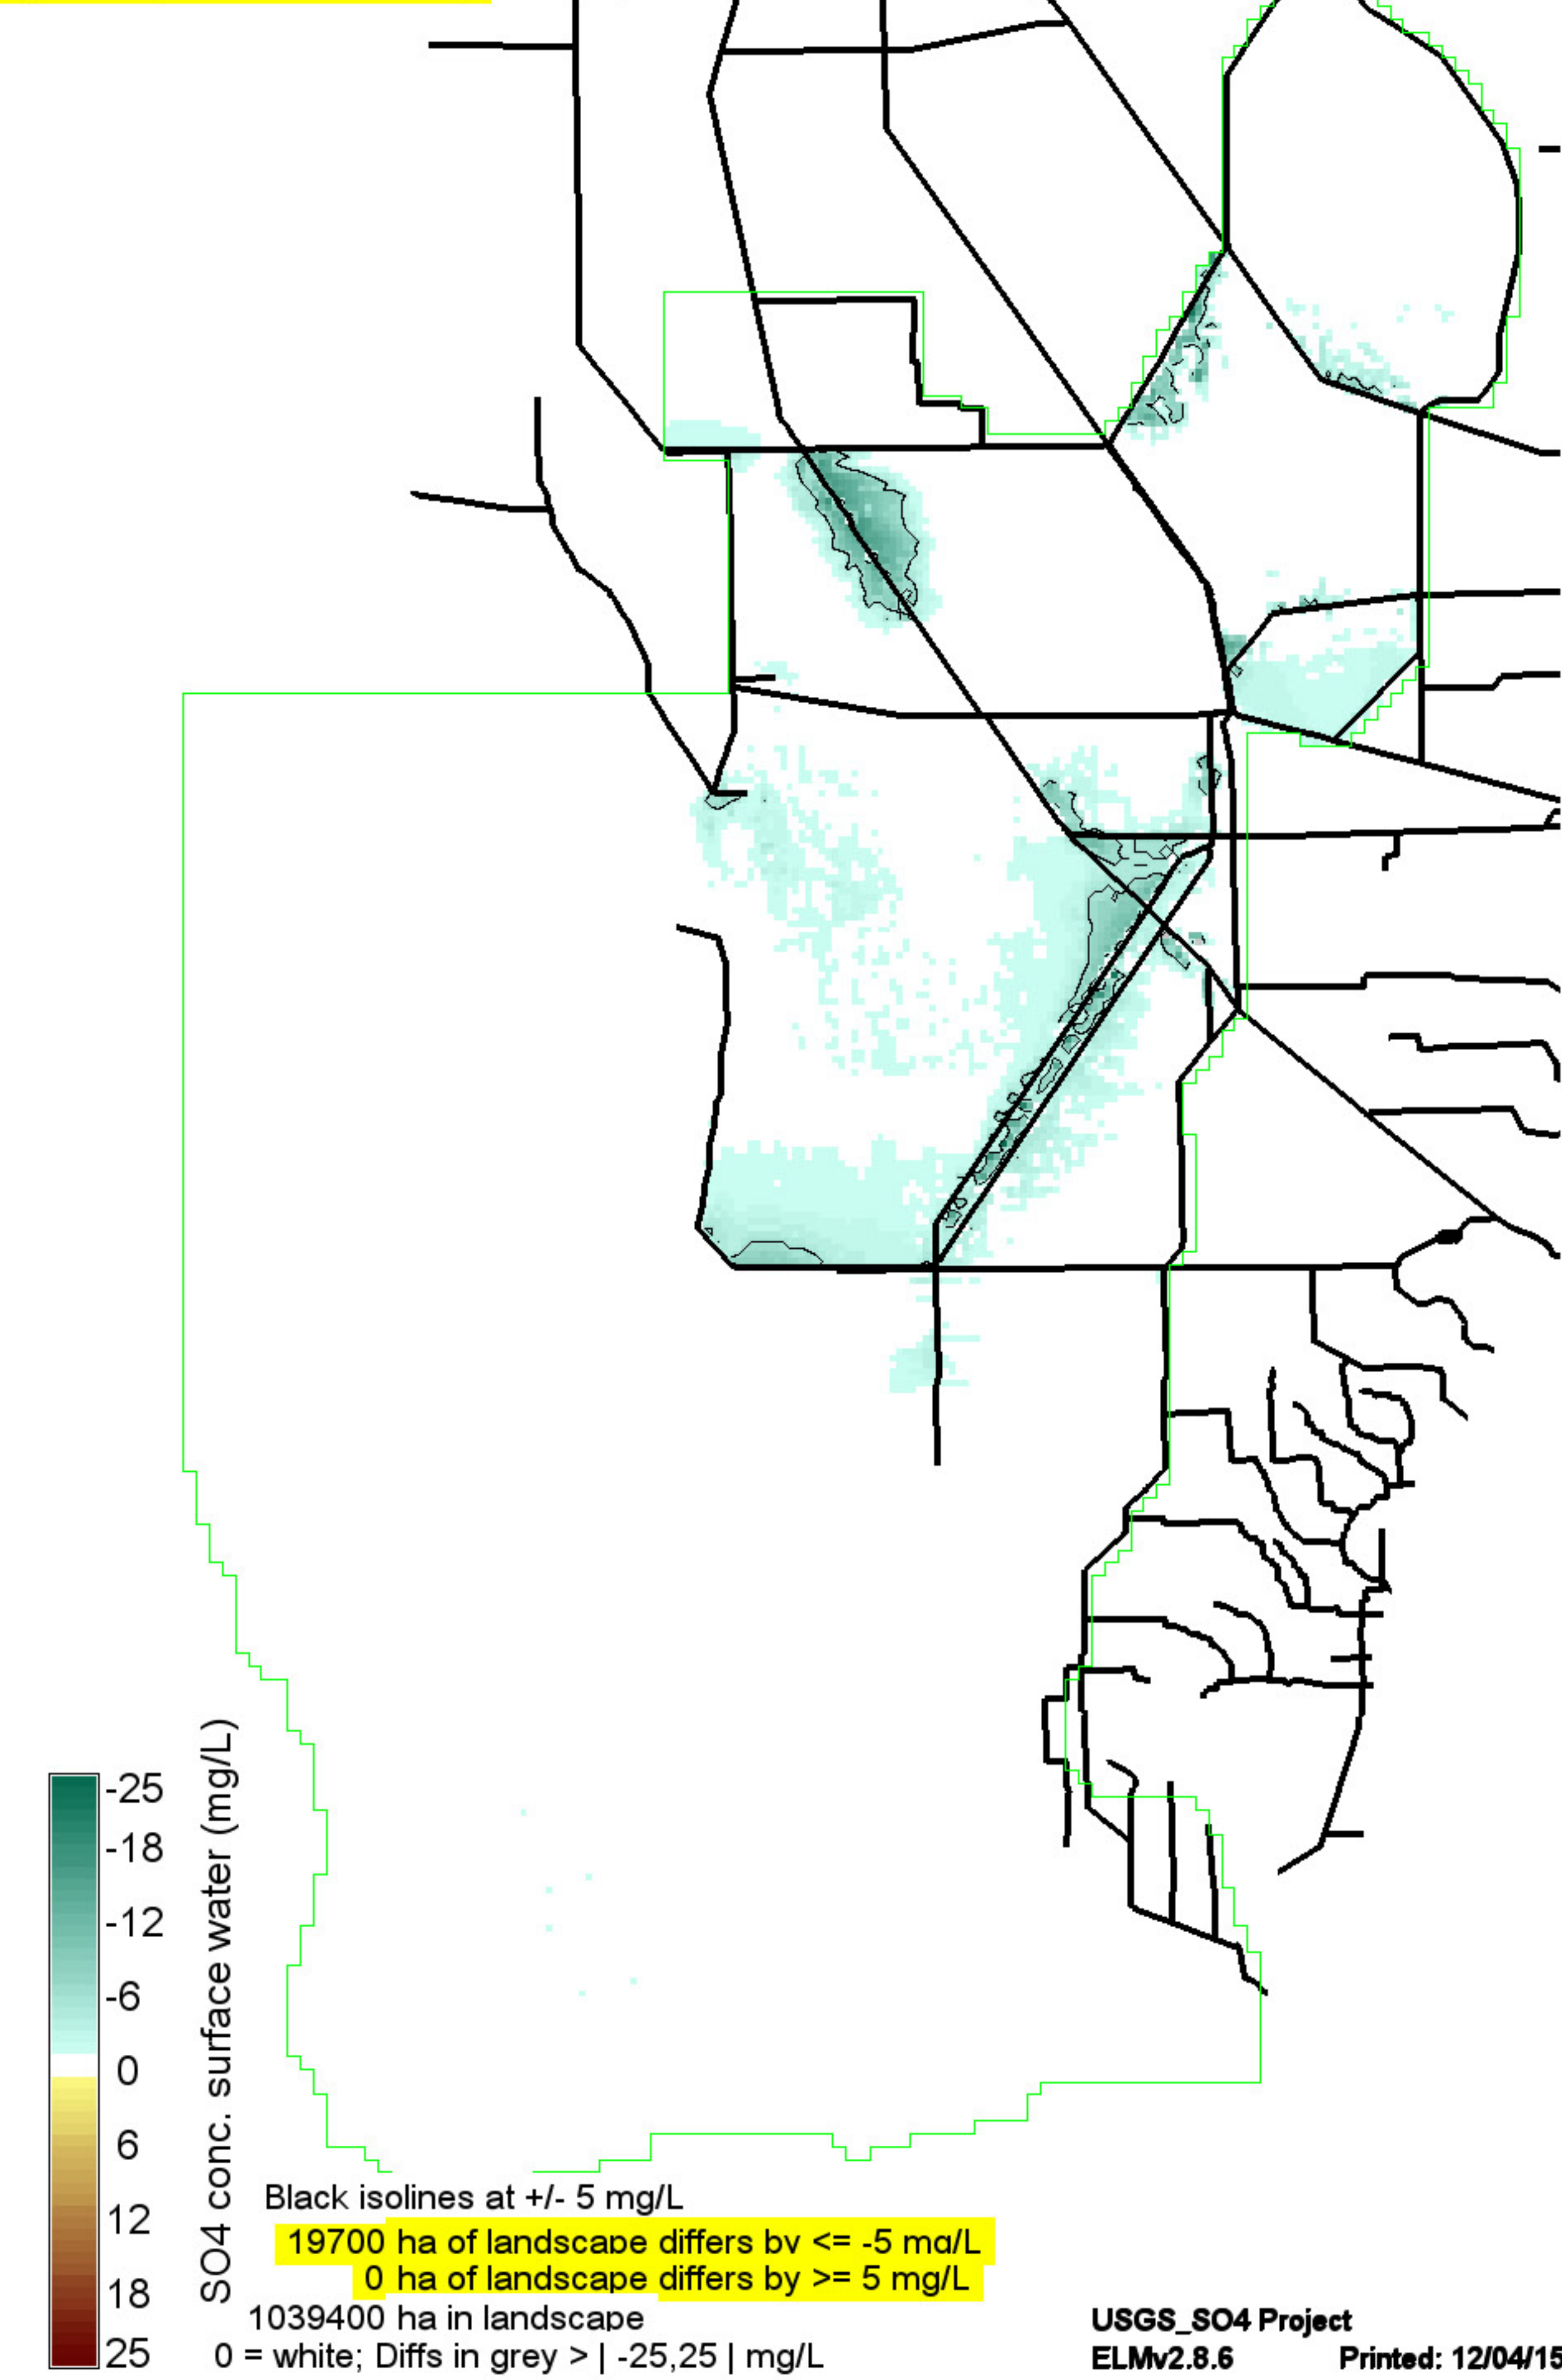 -25
-18
-12
-6
0
6
12
18
25
SO4 conc. surface water (mg/L)
Black isolines at +/- 5 mg/L
19700 ha of landscape differs by <= -5 mg/L
0 ha of landscape differs by >= 5 mg/L
1039400 ha in landscape
0 = white; Diffs in grey > | -25,25 | mg/L
USGS_SO4 Project
ELMv2.8.6 Printed: 12/04/15